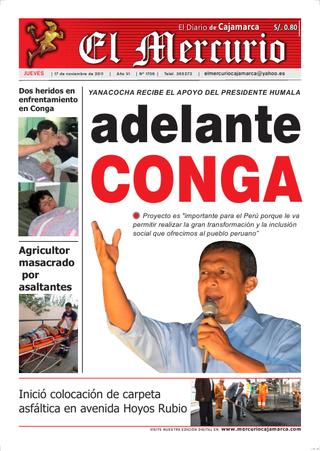 El Diario de Cajamarca
S/. 0.80
El Mercurio
JUEVES | 17 de noviembre de 2011 | Año VI | Nº 1706 | Telef. 365073 | elmercuriocajamarca@yahoo.es
Dos heridos en
enfrentamiento
en Conga
YANACOCHA RECIBE EL APOYO DEL PRESIDENTE HUMALA
adelante
CONGA
Proyecto es "importante para el Perú porque le va
permitir realizar la gran transformación y la inclusión
social que ofrecimos al pueblo peruano"
Agricultor
masacrado
por
asaltantes
Inició colocación de carpeta
asfáltica en avenida Hoyos Rubio
VISITE NUESTRA EDICIÓN DIGITAL EN: www.mercuriocajamarca.com